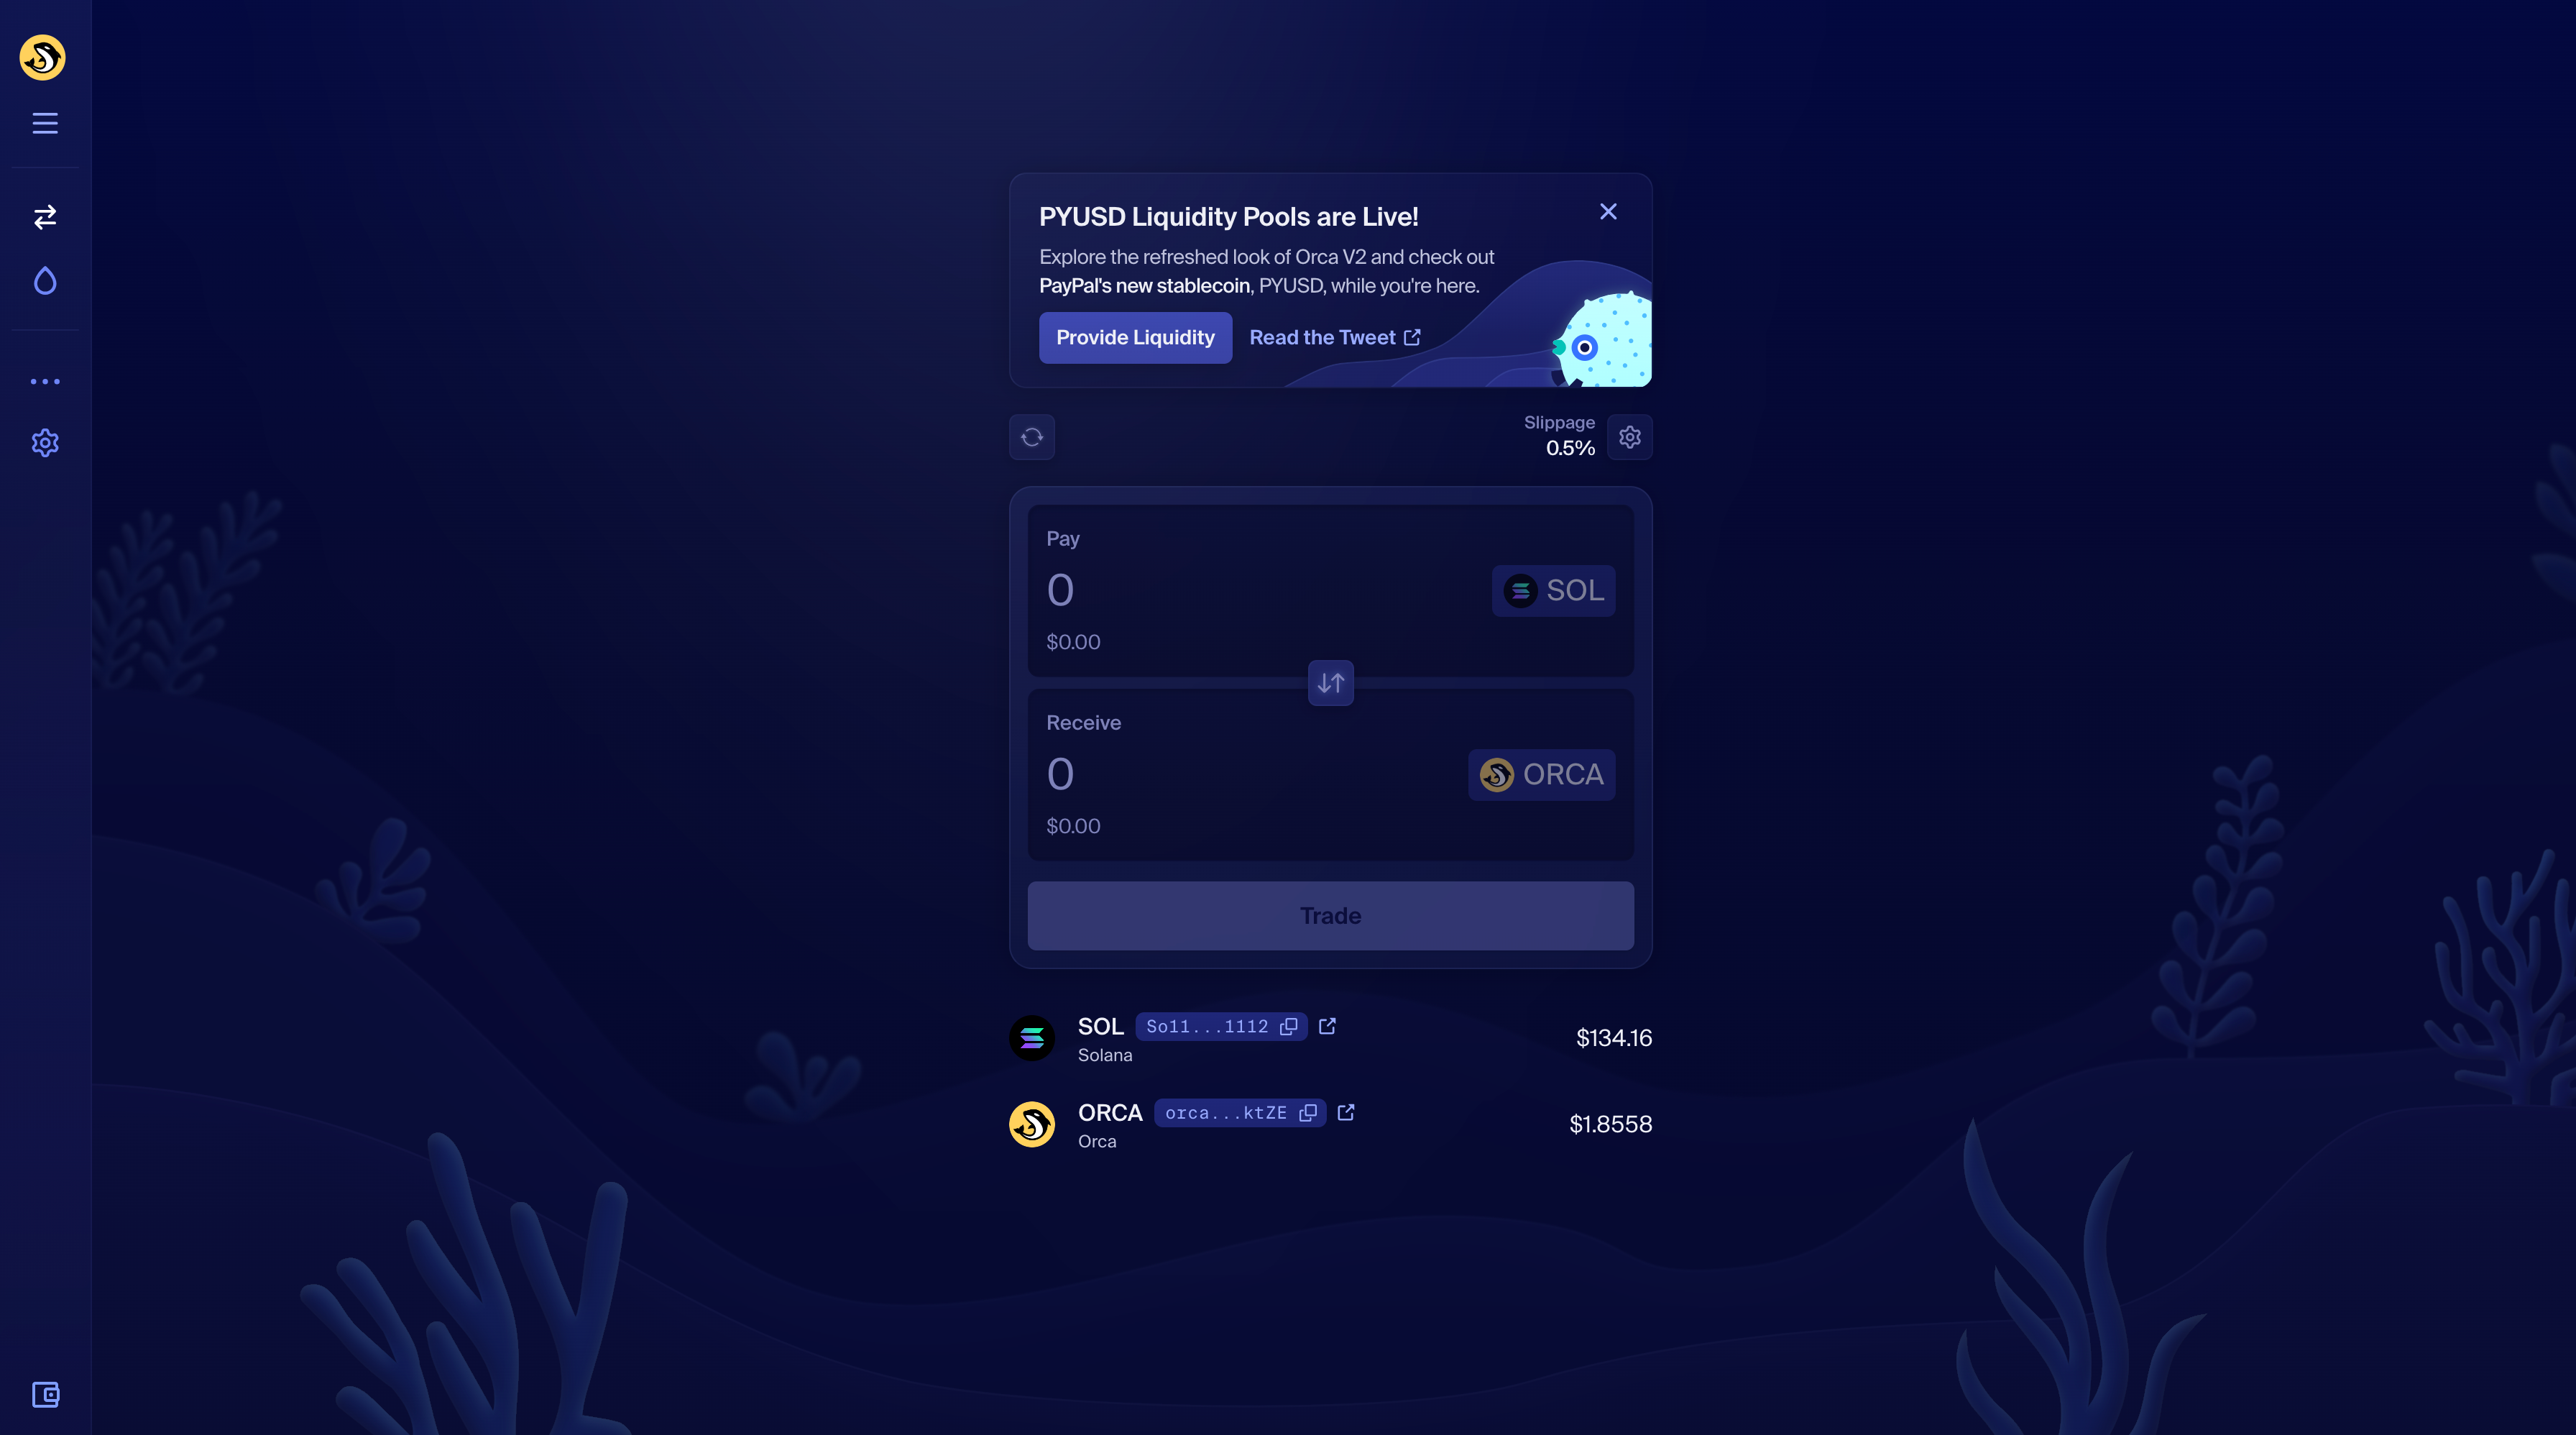 PYUSD Liquidity Pools are Live!
Explore the refreshed look of Orca V2 and check out
PayPal's new stablecoin, PYUSD, while you're here.
Provide Liquidity
Read the Tweet
Slippage
0.5%
Pay
0
SOL
$0.00
Receive
0
ORCA
$0.00
Trade
SOL
So11...1112
Solana
$134.16
ORCA
orca...ktZE
Orca
$1.8558